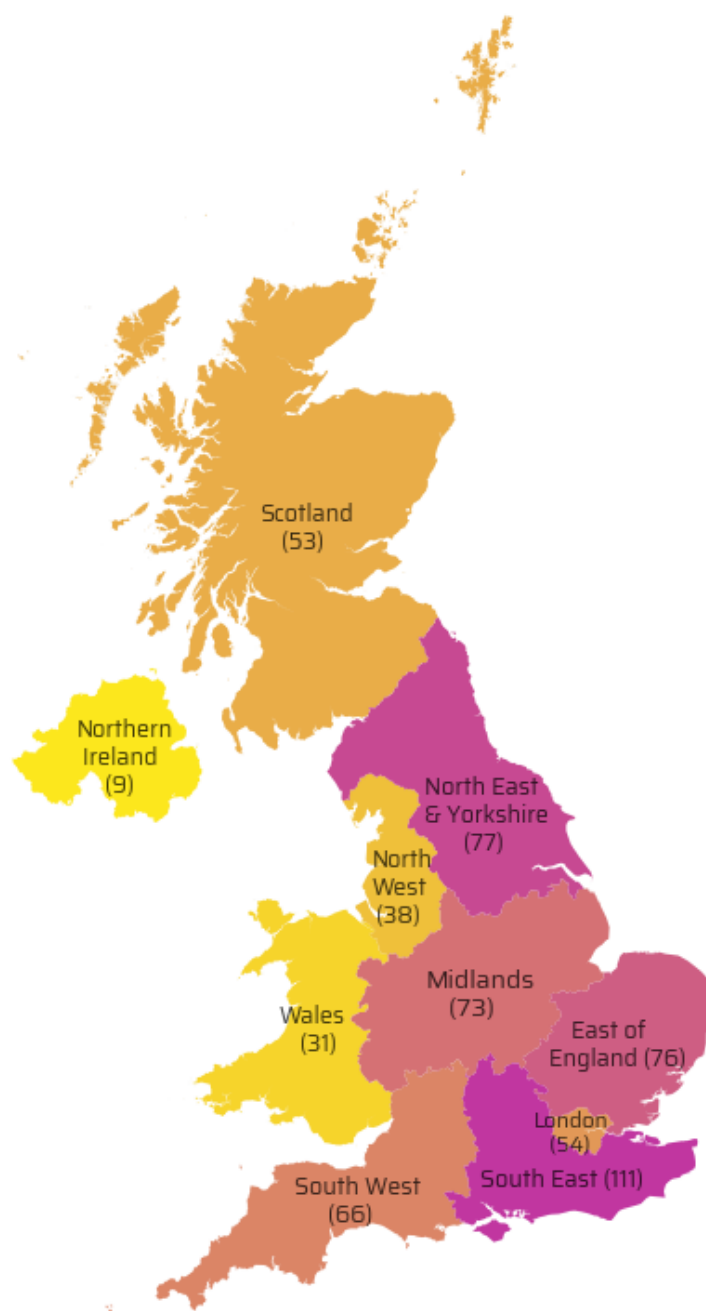 Scotland
(53)
Northern
Ireland
(9)
North East
& Yorkshire
(77)
North
West
(38)
Midlands
(73)
Wales
(31)
East of
England (76)
London
(54)
South East (111)
South West
(66)